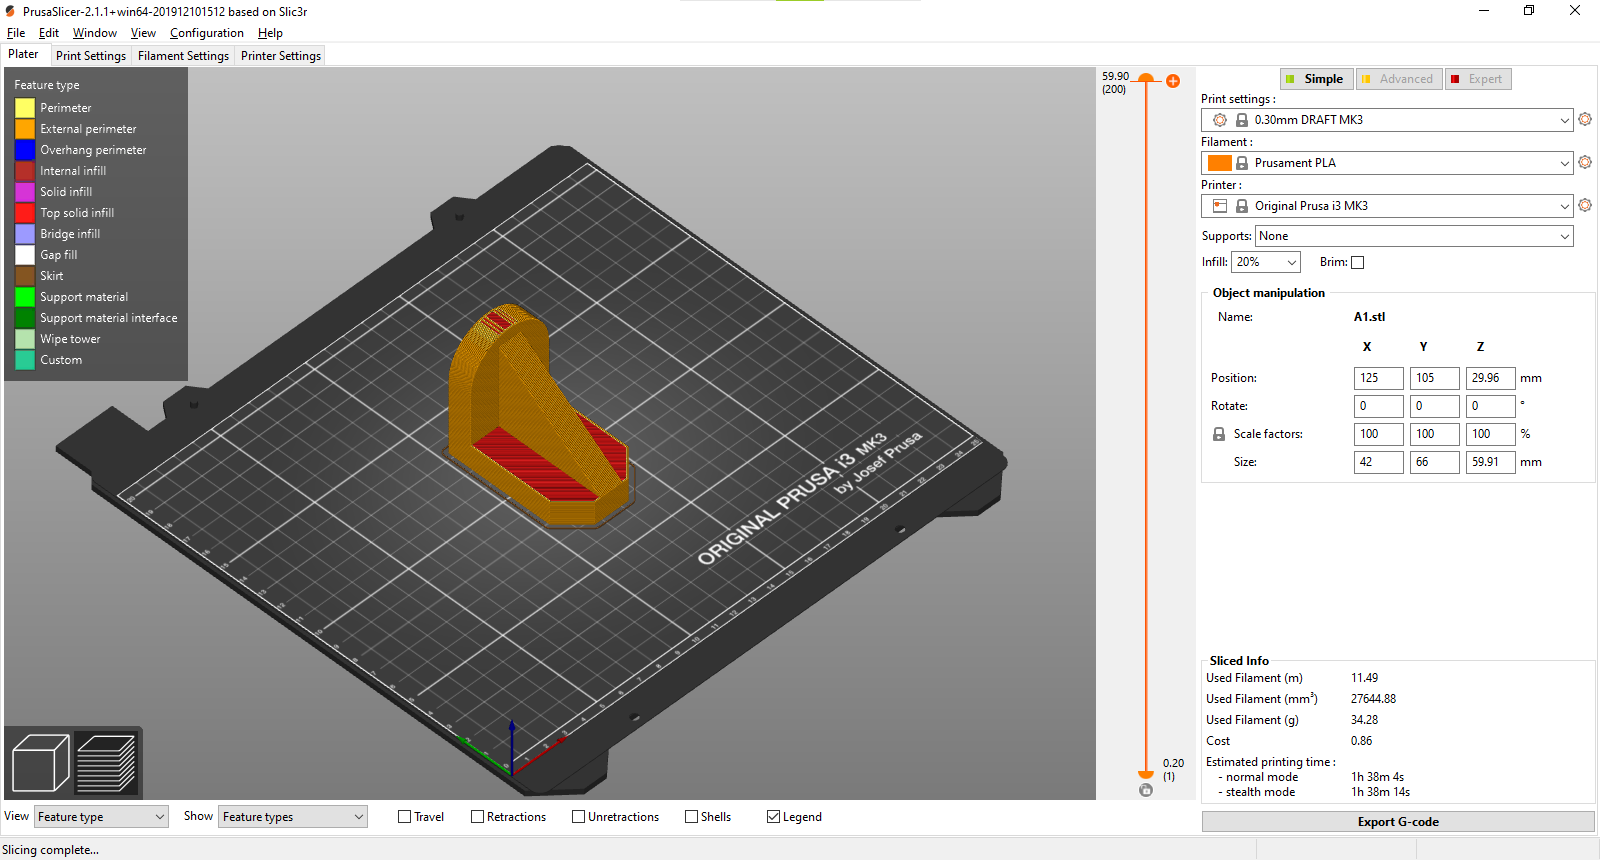 PrusaSlicer-2.1.1+win64-201912101512 based on Slic3r
File Edit Window View Configuration Help
Plater Print Settings Filament Settings Printer Settings
Feature type
Perimeter
External perimeter
Overhang perimeter
Internal infill
Solid infill
Top solid infill
Bridge infill
Gap fill
Skirt
Support material
Support material interface
Wipe tower
Custom
ORIGINAL PRUSA i3 MK3
by Josef Prusa
59.90
(200)
0.20
(1)
Simple Advanced Expert
Print settings :
0.30mm DRAFT MK3
Filament :
Prusament PLA
Printer :
Original Prusa i3 MK3
Supports: None
Infill: 20% Brim:
Object manipulation
Name: A1.stl
X Y Z
Position: 125 105 29.96 mm
Rotate: 0 0 0 °
Scale factors: 100 100 100 %
Size: 42 66 59.91 mm
Sliced Info
Used Filament (m) 11.49
Used Filament (mm³) 27644.88
Used Filament (g) 34.28
Cost 0.86
Estimated printing time :
- normal mode 1h 38m 4s
- stealth mode 1h 38m 14s
Export G-code
View Feature type Show Feature types Travel Retractions Unretractions Shells Legend
Slicing complete...